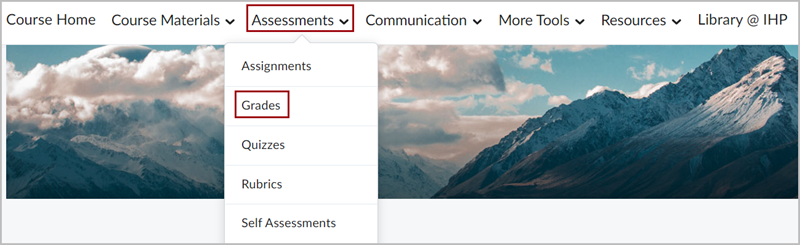 Course Home Course Materials Assessments Communication More Tools Resources Library @ IHP
Assignments
Grades
Quizzes
Rubrics
Self Assessments